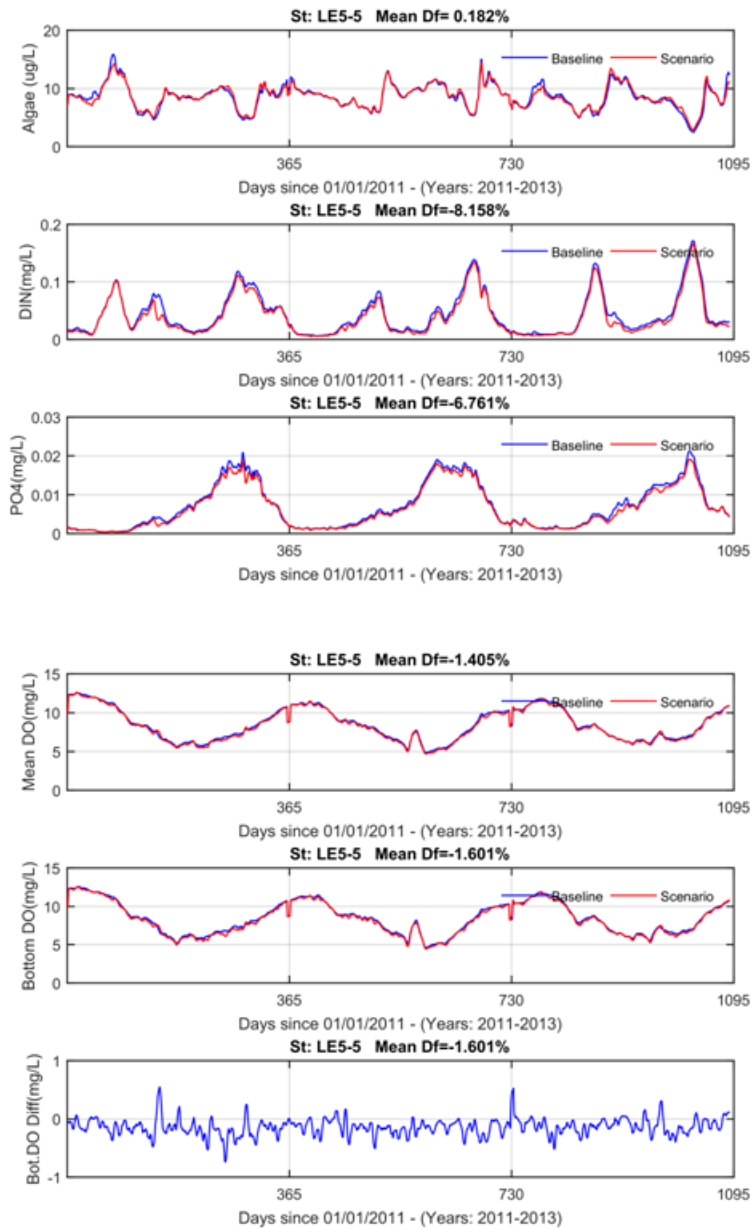 St: LE5-5 Mean Df= 0.182%
20
10
0
Algae (ug/L)
Baseline Scenario
365 730 1095
Days since 01/01/2011 - (Years: 2011-2013)
St: LE5-5 Mean Df=-8.158%
0.2
0.1
0
DIN(mg/L)
Baseline Scenario
365 730 1095
Days since 01/01/2011 - (Years: 2011-2013)
St: LE5-5 Mean Df=-6.761%
0.03
0.02
0.01
0
PO4(mg/L)
Baseline Scenario
365 730 1095
Days since 01/01/2011 - (Years: 2011-2013)
St: LE5-5 Mean Df=-1.405%
15
10
5
0
Mean DO(mg/L)
Baseline Scenario
365 730 1095
Days since 01/01/2011 - (Years: 2011-2013)
St: LE5-5 Mean Df=-1.601%
15
10
5
0
Bottom DO(mg/L)
Baseline Scenario
365 730 1095
Days since 01/01/2011 - (Years: 2011-2013)
St: LE5-5 Mean Df=-1.601%
1
0
-1
Bot.DO Diff(mg/L)
365 730 1095
Days since 01/01/2011 - (Years: 2011-2013)